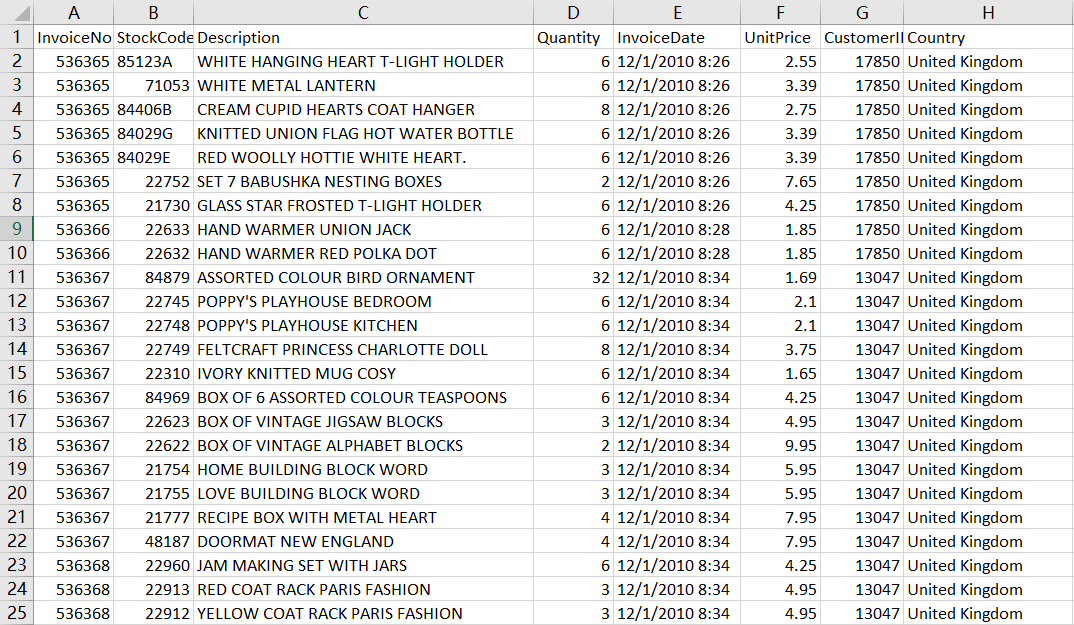 A B C D E F G H
1 InvoiceNo StockCode Description Quantity InvoiceDate UnitPrice CustomerI Country
2 536365 85123A WHITE HANGING HEART T-LIGHT HOLDER 6 12/1/2010 8:26 2.55 17850 United Kingdom
3 536365 71053 WHITE METAL LANTERN 6 12/1/2010 8:26 3.39 17850 United Kingdom
4 536365 84406B CREAM CUPID HEARTS COAT HANGER 8 12/1/2010 8:26 2.75 17850 United Kingdom
5 536365 84029G KNITTED UNION FLAG HOT WATER BOTTLE 6 12/1/2010 8:26 3.39 17850 United Kingdom
6 536365 84029E RED WOOLLY HOTTIE WHITE HEART. 6 12/1/2010 8:26 3.39 17850 United Kingdom
7 536365 22752 SET 7 BABUSHKA NESTING BOXES 2 12/1/2010 8:26 7.65 17850 United Kingdom
8 536365 21730 GLASS STAR FROSTED T-LIGHT HOLDER 6 12/1/2010 8:26 4.25 17850 United Kingdom
9 536366 22633 HAND WARMER UNION JACK 6 12/1/2010 8:28 1.85 17850 United Kingdom
10 536366 22632 HAND WARMER RED POLKA DOT 6 12/1/2010 8:28 1.85 17850 United Kingdom
11 536367 84879 ASSORTED COLOUR BIRD ORNAMENT 32 12/1/2010 8:34 1.69 13047 United Kingdom
12 536367 22745 POPPY'S PLAYHOUSE BEDROOM 6 12/1/2010 8:34 2.1 13047 United Kingdom
13 536367 22748 POPPY'S PLAYHOUSE KITCHEN 6 12/1/2010 8:34 2.1 13047 United Kingdom
14 536367 22749 FELTCRAFT PRINCESS CHARLOTTE DOLL 8 12/1/2010 8:34 3.75 13047 United Kingdom
15 536367 22310 IVORY KNITTED MUG COSY 6 12/1/2010 8:34 1.65 13047 United Kingdom
16 536367 84969 BOX OF 6 ASSORTED COLOUR TEASPOONS 6 12/1/2010 8:34 4.25 13047 United Kingdom
17 536367 22623 BOX OF VINTAGE JIGSAW BLOCKS 3 12/1/2010 8:34 4.95 13047 United Kingdom
18 536367 22622 BOX OF VINTAGE ALPHABET BLOCKS 2 12/1/2010 8:34 9.95 13047 United Kingdom
19 536367 21754 HOME BUILDING BLOCK WORD 3 12/1/2010 8:34 5.95 13047 United Kingdom
20 536367 21755 LOVE BUILDING BLOCK WORD 3 12/1/2010 8:34 5.95 13047 United Kingdom
21 536367 21777 RECIPE BOX WITH METAL HEART 4 12/1/2010 8:34 7.95 13047 United Kingdom
22 536367 48187 DOORMAT NEW ENGLAND 4 12/1/2010 8:34 7.95 13047 United Kingdom
23 536368 22960 JAM MAKING SET WITH JARS 6 12/1/2010 8:34 4.25 13047 United Kingdom
24 536368 22913 RED COAT RACK PARIS FASHION 3 12/1/2010 8:34 4.95 13047 United Kingdom
25 536368 22912 YELLOW COAT RACK PARIS FASHION 3 12/1/2010 8:34 4.95 13047 United Kingdom